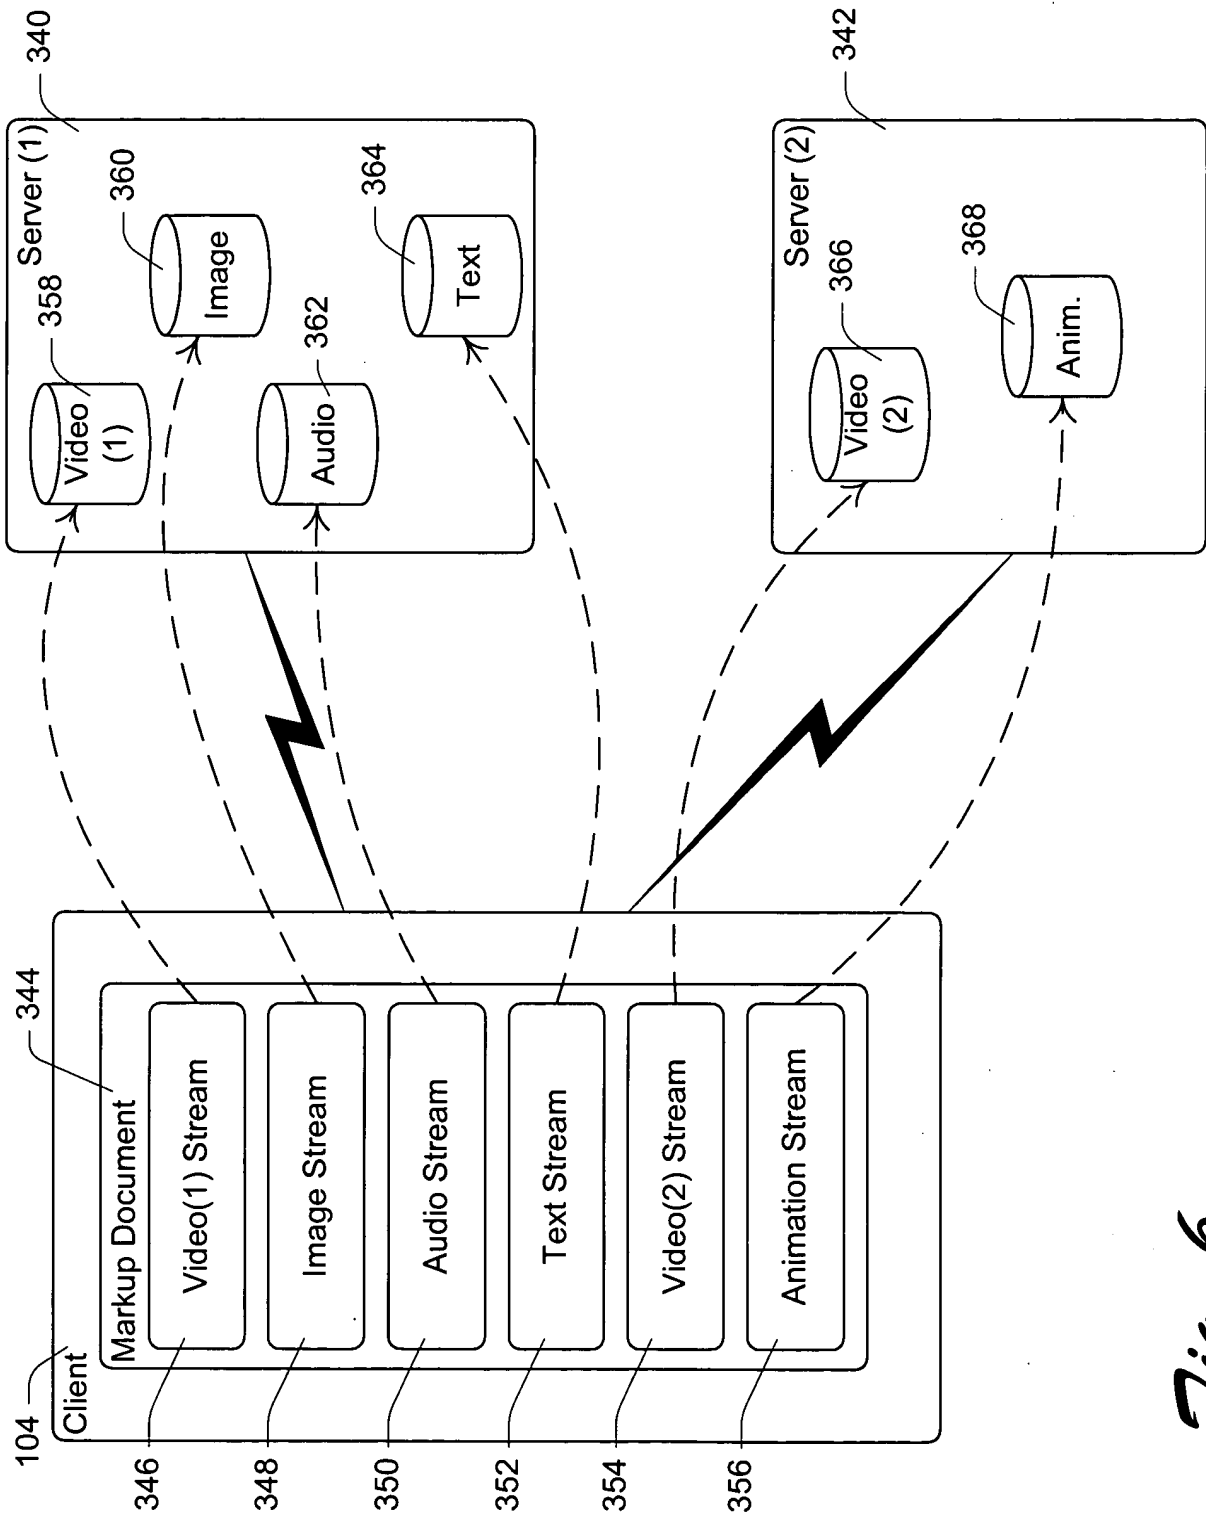 104
Client
344
Markup Document
346
Video(1) Stream
348
Image Stream
350
Audio Stream
352
Text Stream
354
Video(2) Stream
356
Animation Stream
340
Server (1)
358
Video
(1)
360
Image
362
Audio
364
Text
342
Server (2)
366
Video
(2)
368
Anim.
Fig. 6